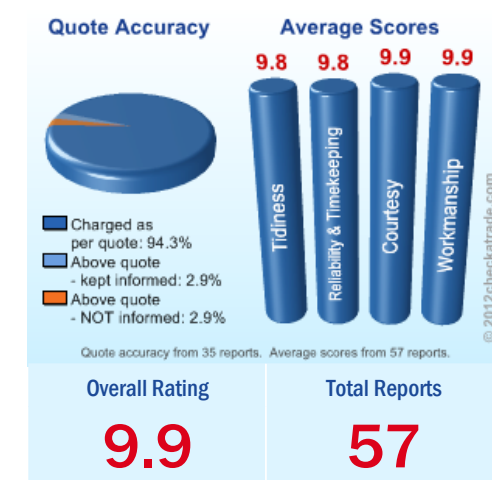 Quote Accuracy
Average Scores
9.8
9.8
9.9
9.9
Tidiness
Reliability & Timekeeping
Courtesy
Workmanship
Charged as
per quote: 94.3%
Above quote
- kept informed: 2.9%
Above quote
- NOT informed: 2.9%
© 2012checkatrade.com
Quote accuracy from 35 reports. Average scores from 57 reports.
Overall Rating
Total Reports
9.9
57